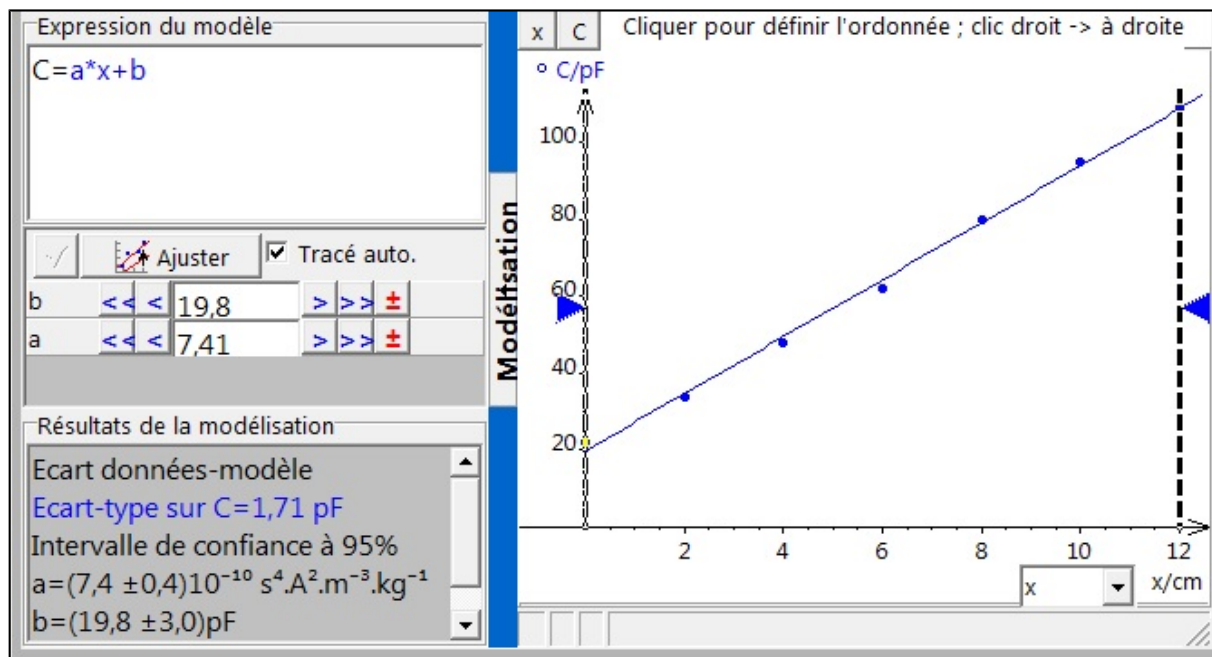 Expression du modèle
C=a*x+b
Ajuster
Tracé auto.
b << < 19,8 > >> ±
a << < 7,41 > >> ±
Résultats de la modélisation
Ecart données-modèle
Ecart-type sur C=1,71 pF
Intervalle de confiance à 95%
a=(7,4 ±0,4)10⁻¹⁰ s⁴.A².m⁻³.kg⁻¹
b=(19,8 ±3,0)pF
Modélisation
x C Cliquer pour définir l'ordonnée ; clic droit -> à droite
C/pF
100
80
60
40
20
2 4 6 8 10 12
x
x/cm